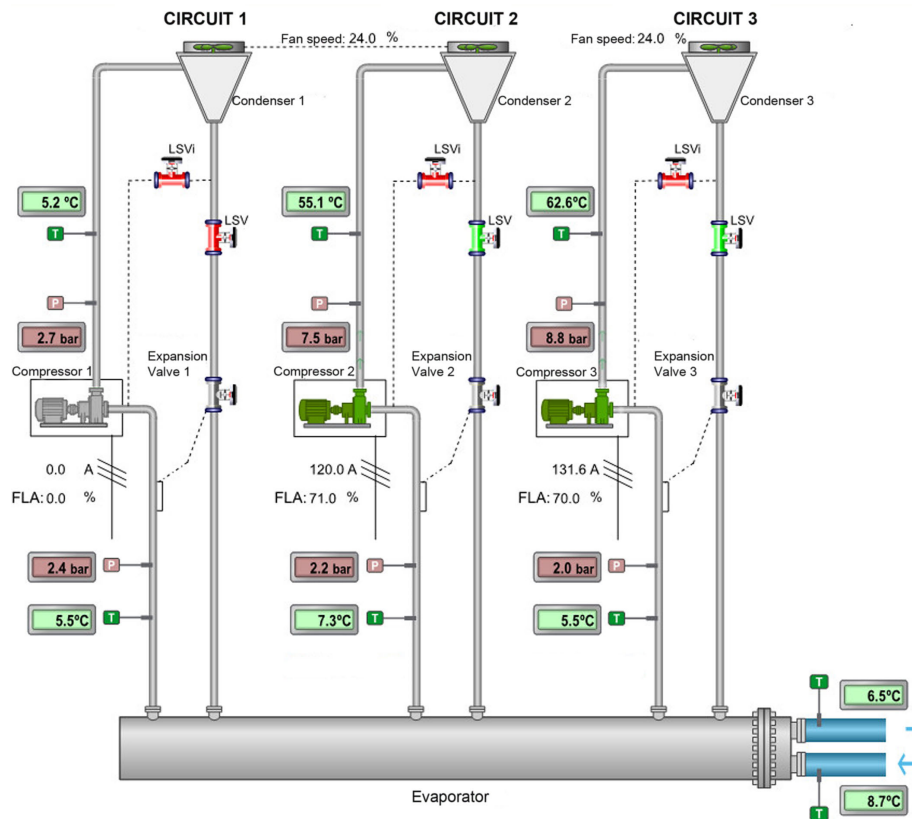 CIRCUIT 1
CIRCUIT 2
CIRCUIT 3
Fan speed: 24.0 %
Fan speed: 24.0 %
Condenser 1
Condenser 2
Condenser 3
LSVi
LSVi
LSVi
5.2 ºC
55.1 ºC
62.6ºC
LSV
LSV
LSV
T
T
T
P
P
P
2.7 bar
7.5 bar
8.8 bar
Compressor 1
Expansion
Valve 1
Compressor 2
Expansion
Valve 2
Compressor 3
Expansion
Valve 3
0.0 A
120.0 A
131.6 A
FLA: 0.0 %
FLA: 71.0 %
FLA: 70.0 %
2.4 bar
P
2.2 bar
P
2.0 bar
P
5.5ºC
T
7.3ºC
T
5.5ºC
T
T
6.5ºC
Evaporator
T
8.7ºC